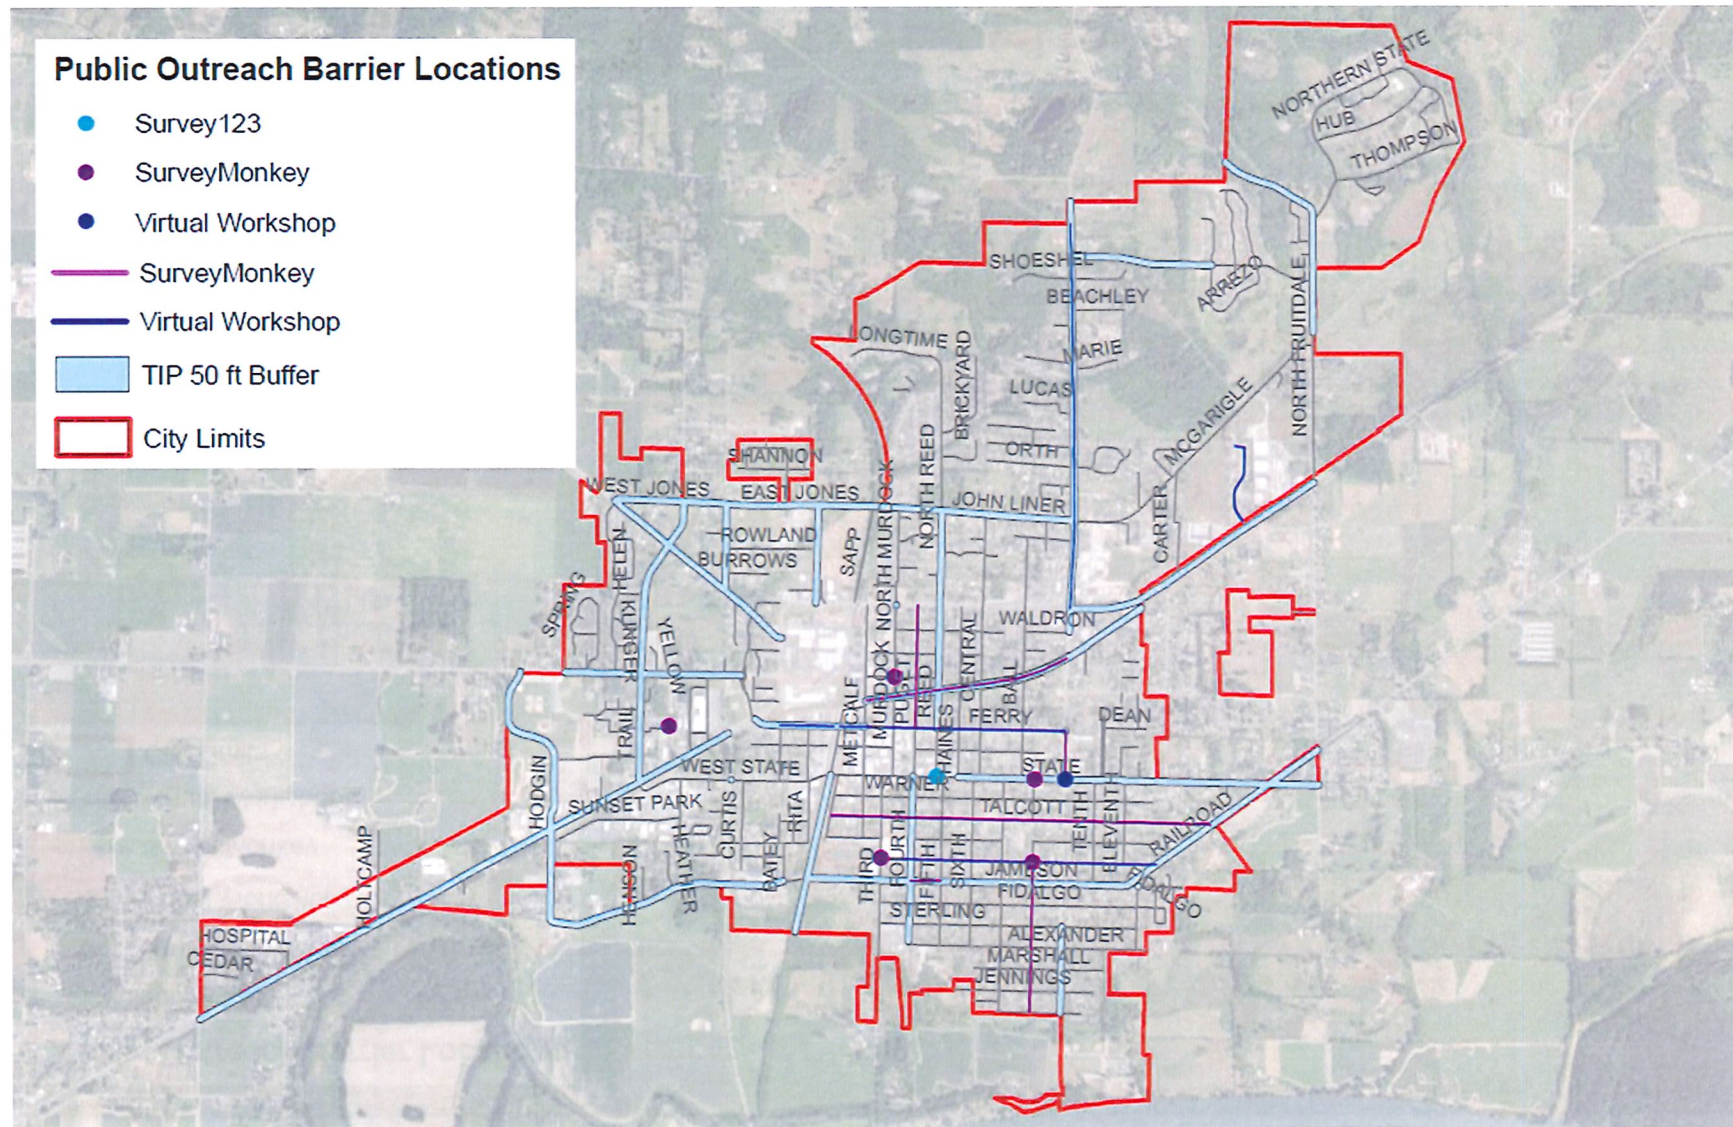 Public Outreach Barrier Locations
Survey123
SurveyMonkey
Virtual Workshop
SurveyMonkey
Virtual Workshop
TIP 50 ft Buffer
City Limits
NORTHERN STATE
HUB
THOMPSON
SHOESHEL
ARREZO
BEACHLEY
NORTH FRUITDALE
LONGTIME
MARIE
BRICKYARD
LUCAS
MCGARIGLE
ORTH
SHANNON
NORTH REED
WEST JONES
EAST JONES
JOHN LINER
CARTER
NORTH MURDOCK
ROWLAND
SAPP
HELEN
BURROWS
SPRING
KLINGER
WALDRON
YELLOW
CENTRAL
MURDOCK
PUGET
REED
BALL
METCALF
FERRY
DEAN
TRAIL
HAINES
WEST STATE
STATE
WARNER
HODGIN
SUNSET PARK
TALCOTT
CURTIS
RITA
TENTH
ELEVENTH
RAILROAD
HOLTCAMP
HEATHER
BATEY
THIRD
FOURTH
FIFTH
SIXTH
JAMESON
FIDALGO
FIDALGO
STERLING
HOSPITAL
ALEXANDER
CEDAR
MARSHALL
JENNINGS